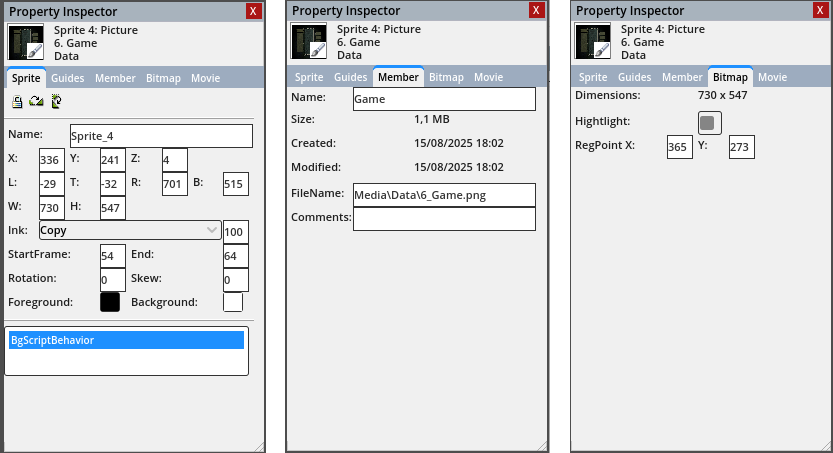 Property Inspector X
Sprite 4: Picture
6. Game
Data
Sprite Guides Member Bitmap Movie
Name: Sprite_4
X: 336 Y: 241 Z: 4
L: -29 T: -32 R: 701 B: 515
W: 730 H: 547
Ink: Copy 100
StartFrame: 54 End: 64
Rotation: 0 Skew: 0
Foreground: Background:
BgScriptBehavior
Property Inspector X
Sprite 4: Picture
6. Game
Data
Sprite Guides Member Bitmap Movie
Name: Game
Size: 1,1 MB
Created: 15/08/2025 18:02
Modified: 15/08/2025 18:02
FileName: Media\Data\6_Game.png
Comments:
Property Inspector X
Sprite 4: Picture
6. Game
Data
Sprite Guides Member Bitmap Movie
Dimensions: 730 x 547
Hightlight:
RegPoint X: 365 Y: 273